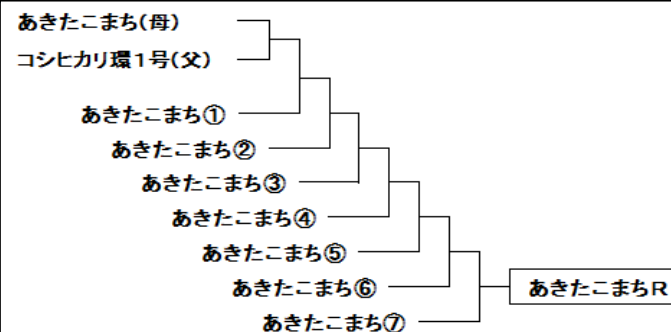 あきたこまち(母)
コシヒカリ環１号(父)
あきたこまち①
あきたこまち②
あきたこまち③
あきたこまち④
あきたこまち⑤
あきたこまち⑥
あきたこまちＲ
あきたこまち⑦